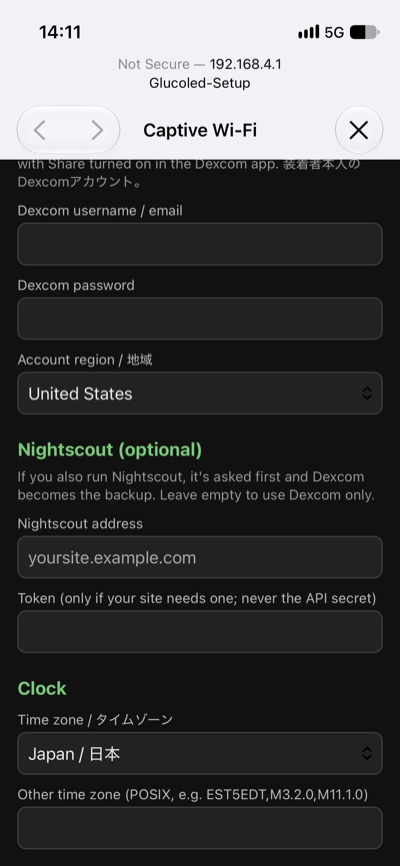 14:11
5G
Not Secure — 192.168.4.1
Glucoled-Setup
Captive Wi-Fi
with Share turned on in the Dexcom app. 装着者本人の
Dexcomアカウント。
Dexcom username / email
Dexcom password
Account region / 地域
United States
Nightscout (optional)
If you also run Nightscout, it's asked first and Dexcom
becomes the backup. Leave empty to use Dexcom only.
Nightscout address
yoursite.example.com
Token (only if your site needs one; never the API secret)
Clock
Time zone / タイムゾーン
Japan / 日本
Other time zone (POSIX, e.g. EST5EDT,M3.2.0,M11.1.0)